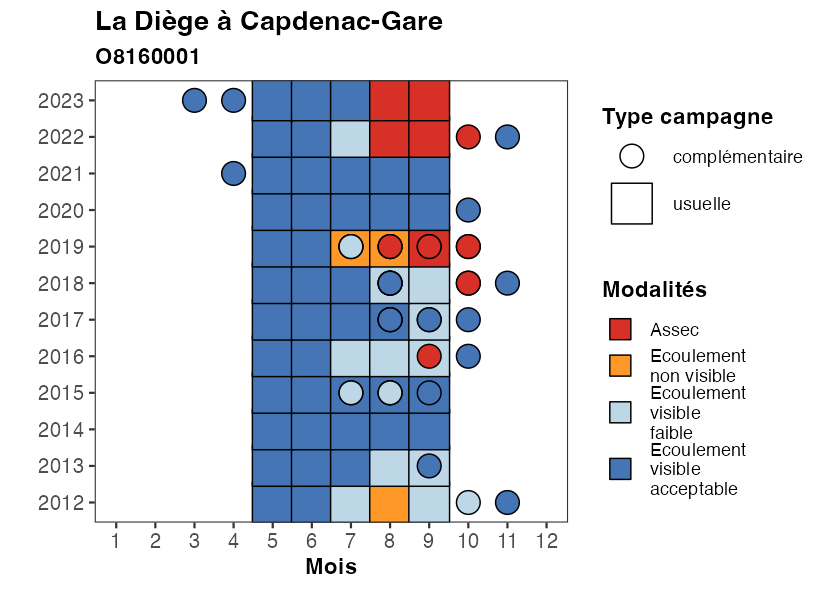 La Diège à Capdenac-Gare
O8160001
2023
2022
2021
2020
2019
2018
2017
2016
2015
2014
2013
2012
1 2 3 4 5 6 7 8 9 10 11 12
Mois
Type campagne
complémentaire
usuelle
Modalités
Assec
Ecoulement
non visible
Ecoulement
visible
faible
Ecoulement
visible
acceptable